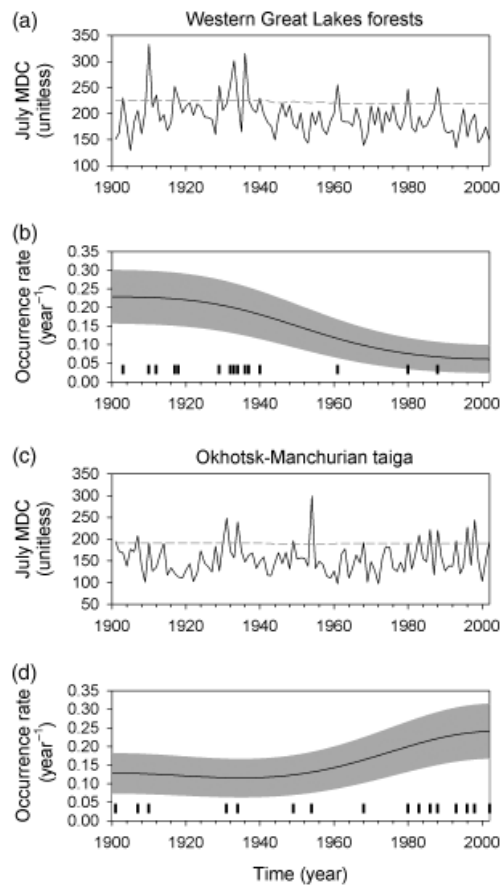 (a) Western Great Lakes forests
July MDC
(unitless)
350
300
250
200
150
100
1900 1920 1940 1960 1980 2000
(b)
Occurrence rate
(year⁻¹)
0.35
0.30
0.25
0.20
0.15
0.10
0.05
0.00
1900 1920 1940 1960 1980 2000
(c) Okhotsk-Manchurian taiga
July MDC
(unitless)
350
300
250
200
150
100
50
1900 1920 1940 1960 1980 2000
(d)
Occurrence rate
(year⁻¹)
0.35
0.30
0.25
0.20
0.15
0.10
0.05
0.00
1900 1920 1940 1960 1980 2000
Time (year)